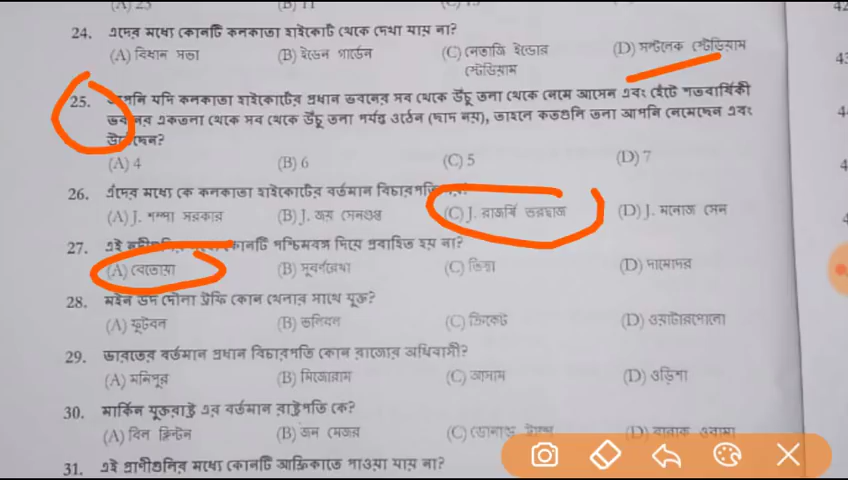 (A) 23 (B) 11
24. এদের মধ্যে কোনটি কলকাতা হাইকোর্ট থেকে দেখা যায় না?
(A) বিধান সভা (B) ইডেন গার্ডেন (C) নেতাজি ইন্ডোর (D) সল্টলেক স্টেডিয়াম
স্টেডিয়াম
25. আপনি যদি কলকাতা হাইকোর্টের প্রধান ভবনের সব থেকে উঁচু তলা থেকে নেমে আসেন এবং হেঁটে শতবার্ষিকী
ভবনের একতলা থেকে সব থেকে উঁচু তলা পর্যন্ত ওঠেন (ছাদ নয়), তাহলে কতগুলি তলা আপনি নেমেছেন এবং
উঠেছেন?
(A) 4 (B) 6 (C) 5 (D) 7
26. এঁদের মধ্যে কে কলকাতা হাইকোর্টের বর্তমান বিচারপতি
(A) J. শম্পা সরকার (B) J. জয় সেনগুপ্ত (C) J. রাজর্ষি ভরদ্বাজ (D) J. মনোজ সেন
27. এই কোনটি পশ্চিমবঙ্গ দিয়ে প্রবাহিত হয় না?
(A) বেতোয়া (B) সূবর্ণরেখা (C) তিস্তা (D) দামোদর
28. মইন উদ দৌলা ট্রফি কোন খেলার সাথে যুক্ত?
(A) ফুটবল (B) ভলিবল (C) ক্রিকেট (D) ওয়াটারপোলো
29. ভারতের বর্তমান প্রধান বিচারপতি কোন রাজ্যের অধিবাসী?
(A) মনিপুর (B) মিজোরাম (C) আসাম (D) ওড়িশা
30. মার্কিন যুক্তরাষ্ট্র এর বর্তমান রাষ্ট্রপতি কে?
(A) বিল ক্লিন্টন (B) জন মেজর (C) ডোনাল্ড ট্রাম্প (D) বারাক ওবামা
31. এই প্রাণীগুলির মধ্যে কোনটি আফ্রিকাতে পাওয়া যায় না?